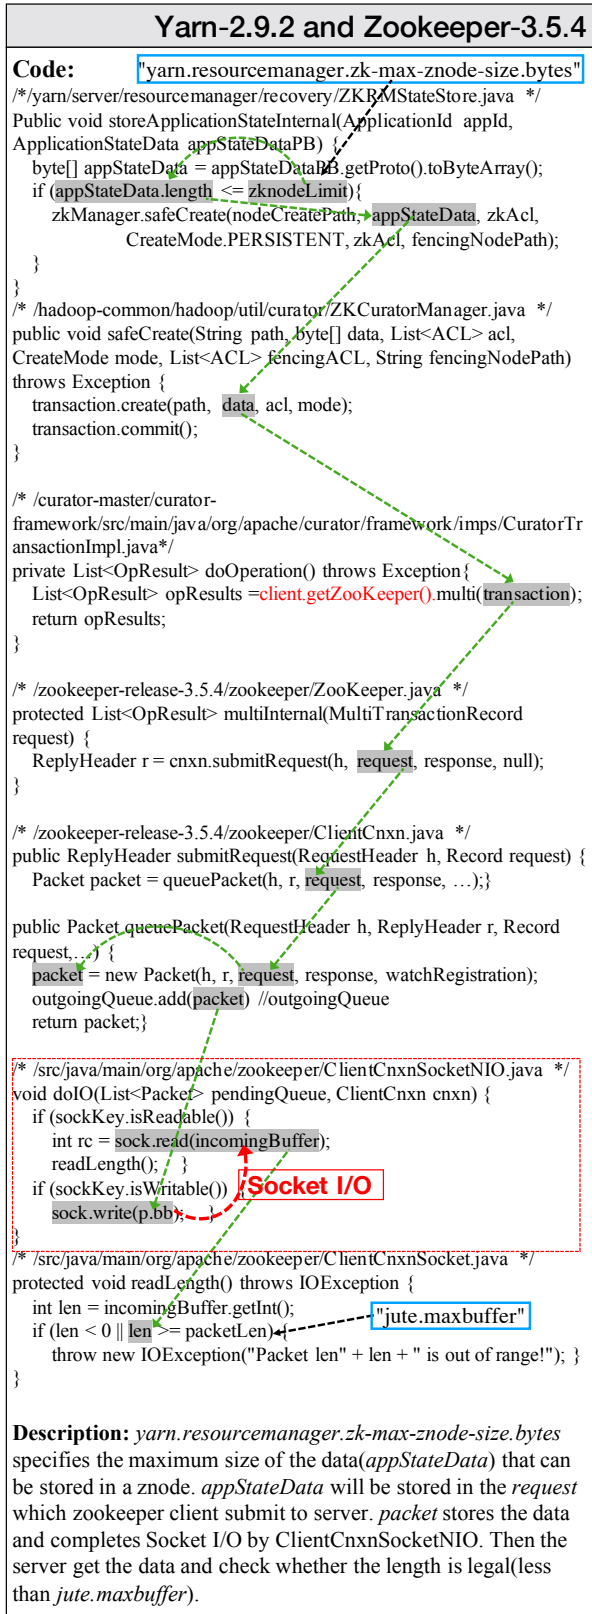 Yarn-2.9.2 and Zookeeper-3.5.4
Code: "yarn.resourcemanager.zk-max-znode-size.bytes"
/*/yarn/server/resourcemanager/recovery/ZKRMStateStore.java */
Public void storeApplicationStateInternal(ApplicationId appId,
ApplicationStateData appStateDataPB) {
byte[] appStateData = appStateDataPB.getProto().toByteArray();
if (appStateData.length <= zknodeLimit){
zkManager.safeCreate(nodeCreatePath, appStateData, zkAcl,
CreateMode.PERSISTENT, zkAcl, fencingNodePath);
}
}
/* /hadoop-common/hadoop/util/curator/ZKCuratorManager.java */
public void safeCreate(String path, byte[] data, List<ACL> acl,
CreateMode mode, List<ACL> fencingACL, String fencingNodePath)
throws Exception {
transaction.create(path, data, acl, mode);
transaction.commit();
}
/* /curator-master/curator-
framework/src/main/java/org/apache/curator/framework/imps/CuratorTr
ansactionImpl.java*/
private List<OpResult> doOperation() throws Exception{
List<OpResult> opResults =client.getZooKeeper().multi(transaction);
return opResults;
}
/* /zookeeper-release-3.5.4/zookeeper/ZooKeeper.java */
protected List<OpResult> multiInternal(MultiTransactionRecord
request) {
ReplyHeader r = cnxn.submitRequest(h, request, response, null);
}
/* /zookeeper-release-3.5.4/zookeeper/ClientCnxn.java */
public ReplyHeader submitRequest(RequestHeader h, Record request) {
Packet packet = queuePacket(h, r, request, response, …);}
public Packet queuePacket(RequestHeader h, ReplyHeader r, Record
request,…) {
packet = new Packet(h, r, request, response, watchRegistration);
outgoingQueue.add(packet) //outgoingQueue
return packet;}
/* /src/java/main/org/apache/zookeeper/ClientCnxnSocketNIO.java */
void doIO(List<Packet> pendingQueue, ClientCnxn cnxn) {
if (sockKey.isReadable()) {
int rc = sock.read(incomingBuffer);
readLength(); }
if (sockKey.isWritable()) { Socket I/O
sock.write(p.bb); }
}
/* /src/java/main/org/apache/zookeeper/ClientCnxnSocket.java */
protected void readLength() throws IOException {
int len = incomingBuffer.getInt();
if (len < 0 || len >= packetLen) { "jute.maxbuffer"
throw new IOException("Packet len" + len + " is out of range!"); }
}
Description: yarn.resourcemanager.zk-max-znode-size.bytes
specifies the maximum size of the data(appStateData) that can
be stored in a znode. appStateData will be stored in the request
which zookeeper client submit to server. packet stores the data
and completes Socket I/O by ClientCnxnSocketNIO. Then the
server get the data and check whether the length is legal(less
than jute.maxbuffer).